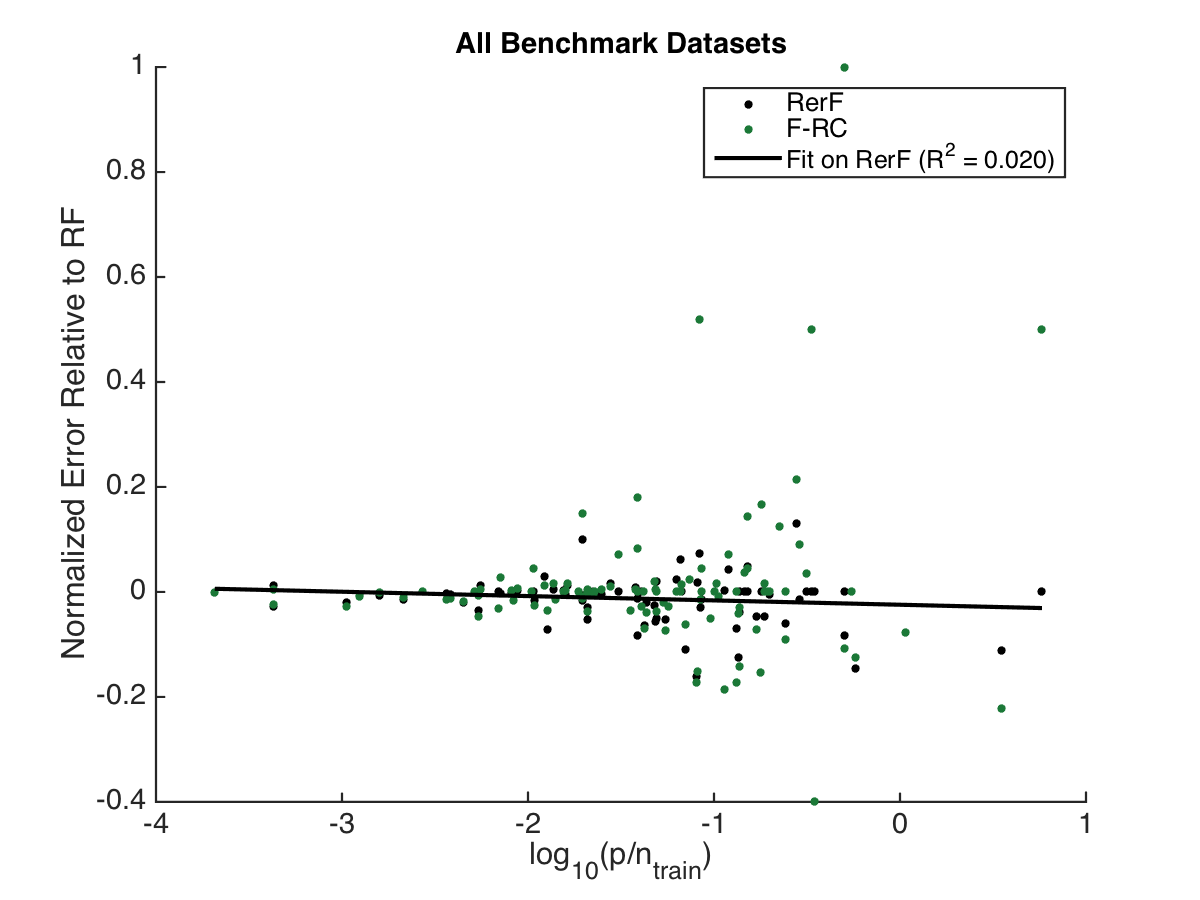 All Benchmark Datasets
RerF
F-RC
Fit on RerF (R² = 0.020)
Normalized Error Relative to RF
1
0.8
0.6
0.4
0.2
0
-0.2
-0.4
-4 -3 -2 -1 0 1
log₁₀(p/n_train)